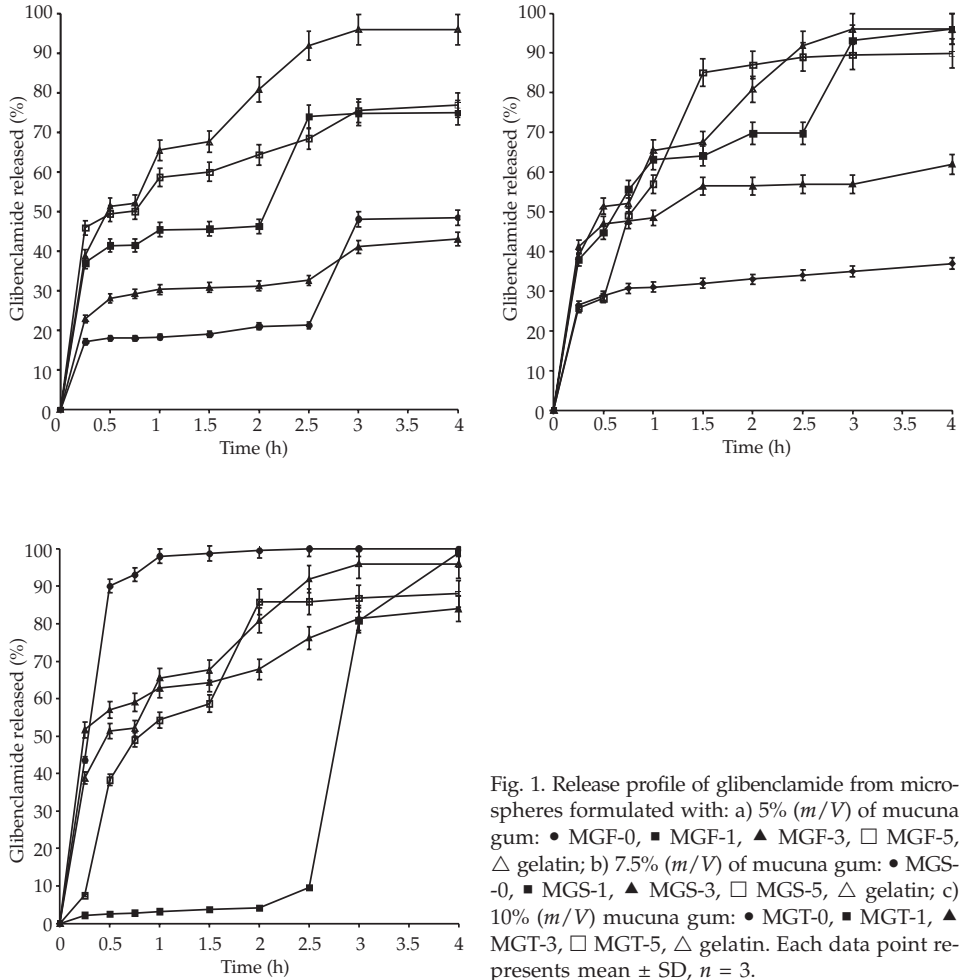 100
90
80
70
60
50
40
30
20
10
0
Glibenclamide released (%)
0 0.5 1 1.5 2 2.5 3 3.5 4
Time (h)
100
90
80
70
60
50
40
30
20
10
0
Glibenclamide released (%)
0 0.5 1 1.5 2 2.5 3 3.5 4
Time (h)
100
90
80
70
60
50
40
30
20
10
0
Glibenclamide released (%)
0 0.5 1 1.5 2 2.5 3 3.5 4
Time (h)
Fig. 1. Release profile of glibenclamide from micro-
spheres formulated with: a) 5% (m/V) of mucuna
gum: ● MGF-0, ■ MGF-1, ▲ MGF-3, □ MGF-5,
△ gelatin; b) 7.5% (m/V) of mucuna gum: ● MGS-
-0, ■ MGS-1, ▲ MGS-3, □ MGS-5, △ gelatin; c)
10% (m/V) mucuna gum: ● MGT-0, ■ MGT-1, ▲
MGT-3, □ MGT-5, △ gelatin. Each data point re-
presents mean ± SD, n = 3.